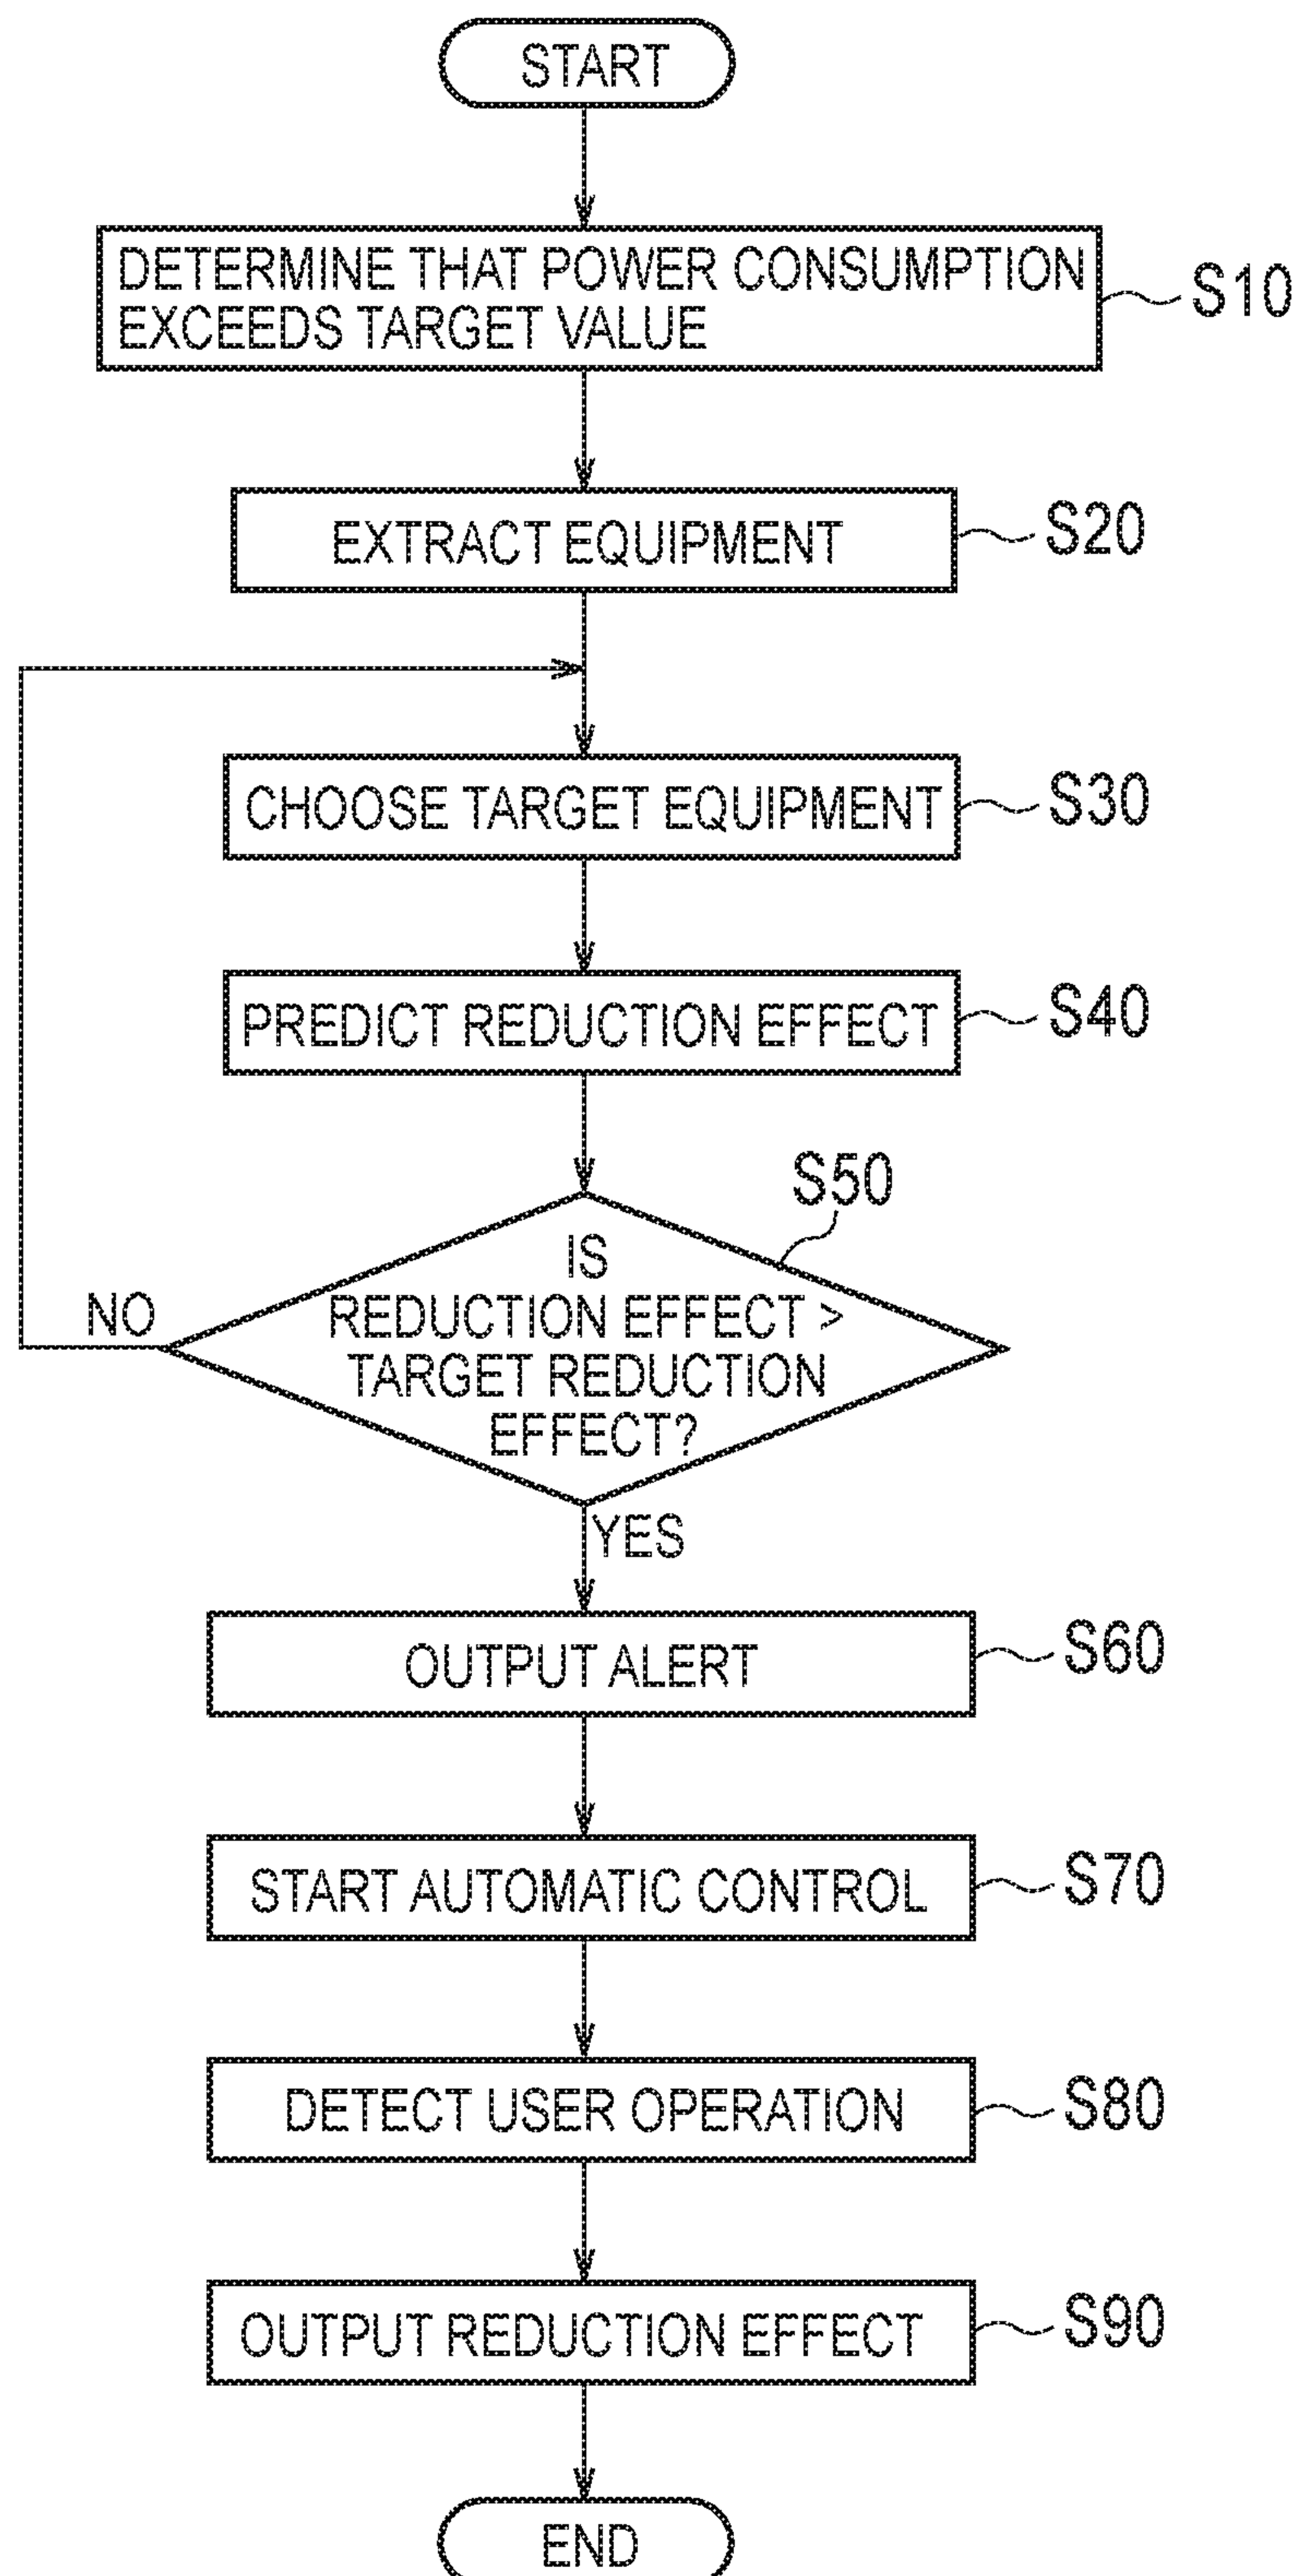 START
DETERMINE THAT POWER CONSUMPTION
EXCEEDS TARGET VALUE
S10
EXTRACT EQUIPMENT
S20
CHOOSE TARGET EQUIPMENT
S30
PREDICT REDUCTION EFFECT
S40
S50
IS
REDUCTION EFFECT >
TARGET REDUCTION
EFFECT?
NO
YES
OUTPUT ALERT
S60
START AUTOMATIC CONTROL
S70
DETECT USER OPERATION
S80
OUTPUT REDUCTION EFFECT
S90
END